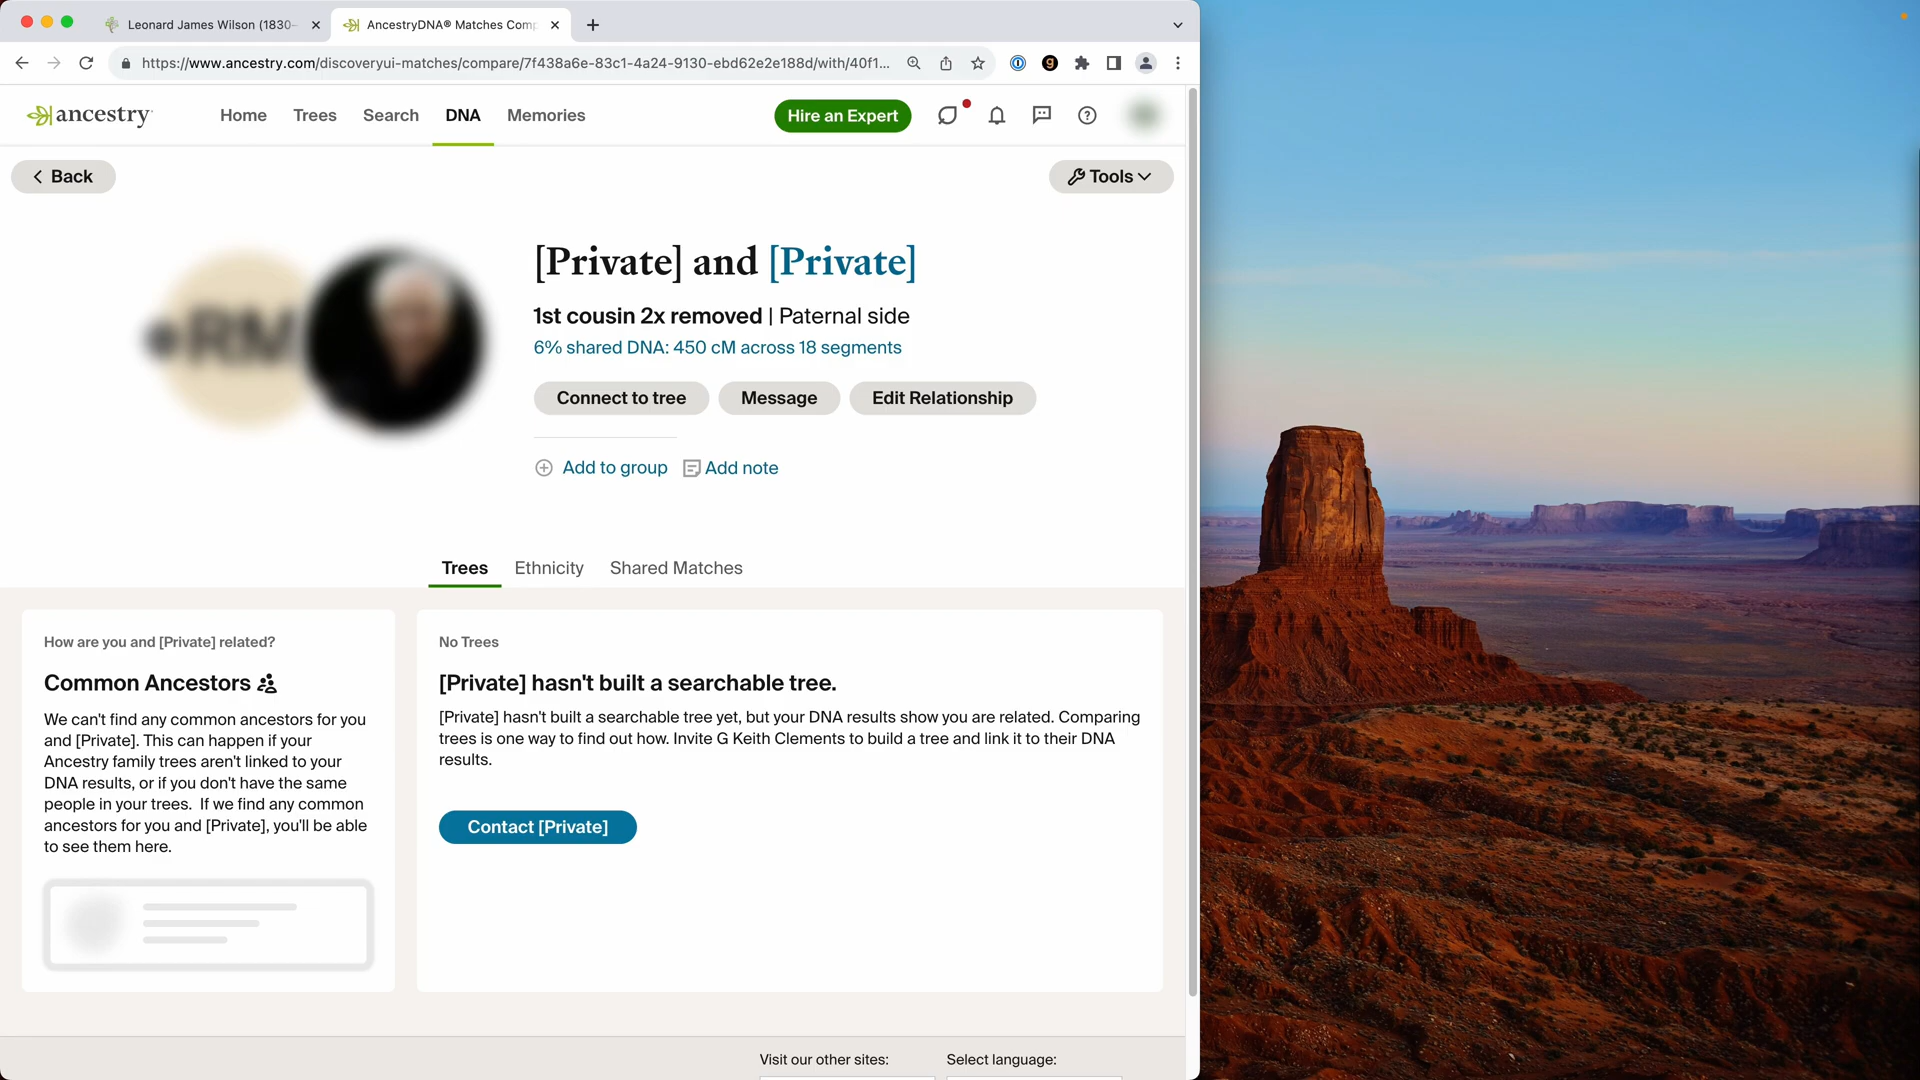 Leonard James Wilson (1830-
AncestryDNA® Matches Comp
https://www.ancestry.com/discoveryui-matches/compare/7f438a6e-83c1-4a24-9130-ebd62e2e188d/with/40f1...
g
ancestry
Home
Trees
Search
DNA
Memories
Hire an Expert
Back
Tools
RM
[Private] and [Private]
1st cousin 2x removed | Paternal side
6% shared DNA: 450 cM across 18 segments
Connect to tree
Message
Edit Relationship
Add to group
Add note
Trees
Ethnicity
Shared Matches
How are you and [Private] related?
Common Ancestors
We can't find any common ancestors for you
and [Private]. This can happen if your
Ancestry family trees aren't linked to your
DNA results, or if you don't have the same
people in your trees. If we find any common
ancestors for you and [Private], you'll be able
to see them here.
No Trees
[Private] hasn't built a searchable tree.
[Private] hasn't built a searchable tree yet, but your DNA results show you are related. Comparing
trees is one way to find out how. Invite G Keith Clements to build a tree and link it to their DNA
results.
Contact [Private]
Visit our other sites:
Select language: